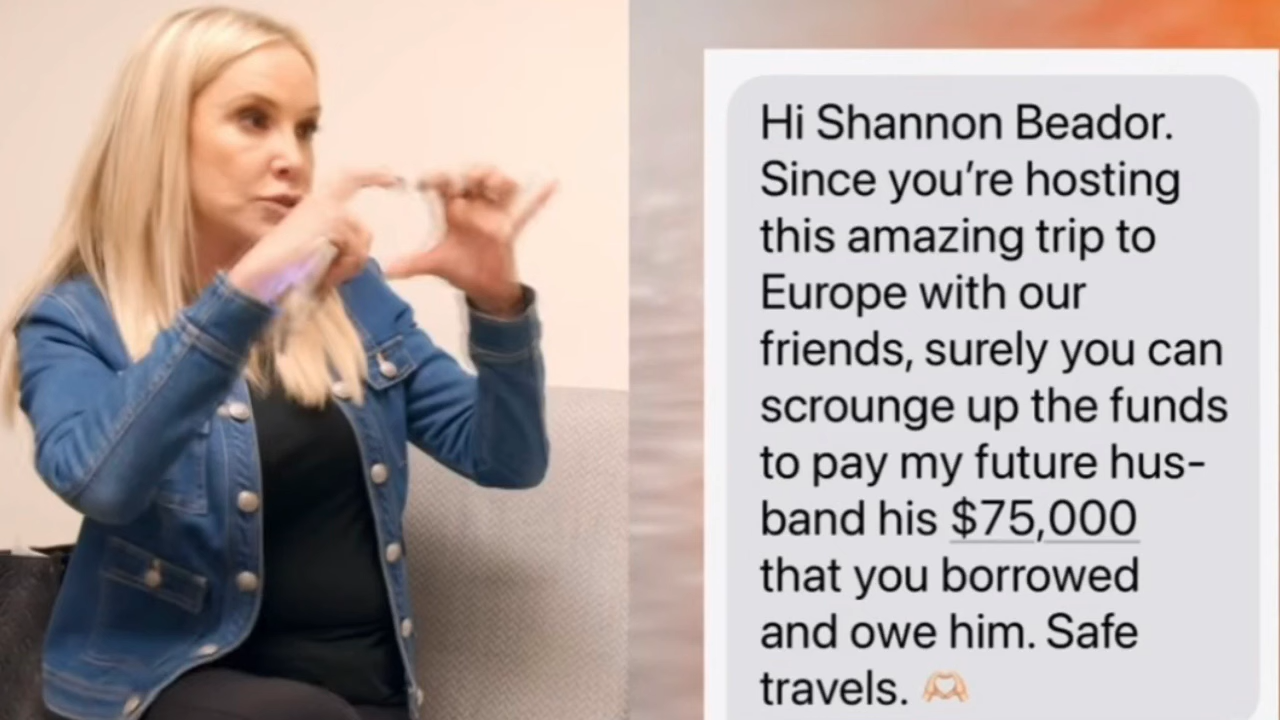 Hi Shannon Beador.
Since you’re hosting
this amazing trip to
Europe with our
friends, surely you can
scrounge up the funds
to pay my future hus-
band his $75,000
that you borrowed
and owe him. Safe
travels. 🫶🏻